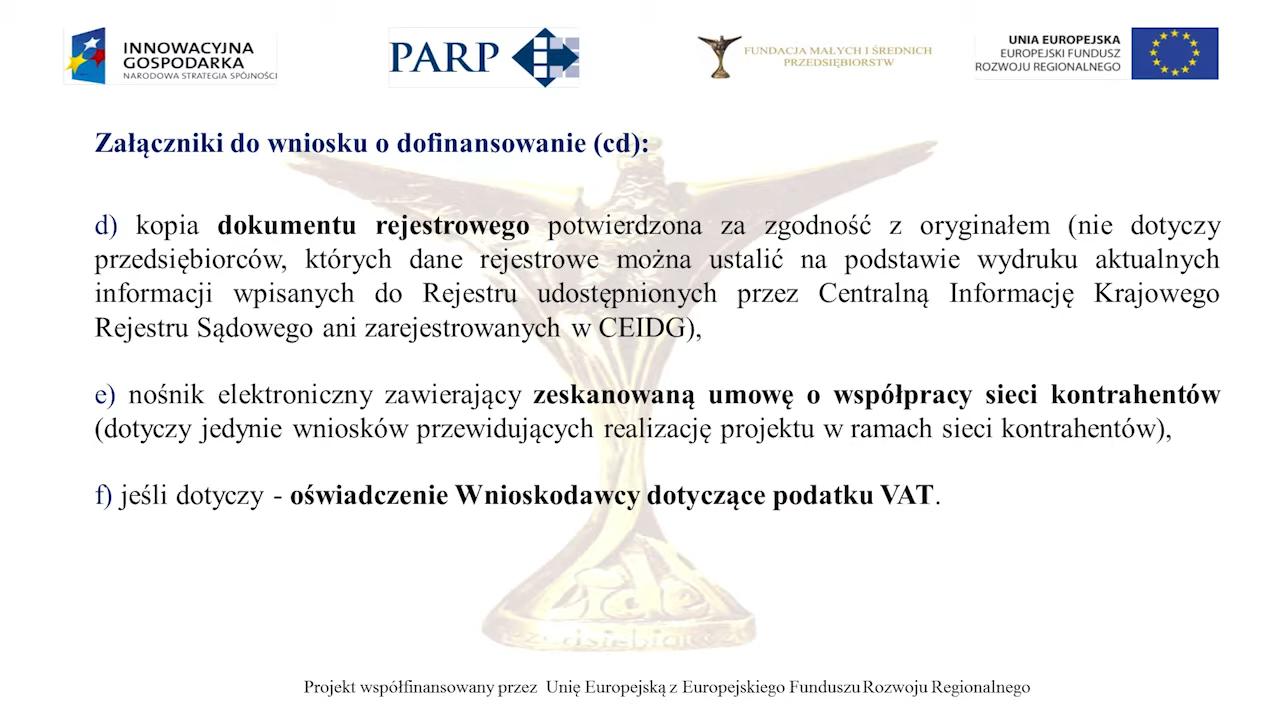 INNOWACYJNA
GOSPODARKA
NARODOWA STRATEGIA SPÓJNOŚCI
PARP
FUNDACJA MAŁYCH I ŚREDNICH
PRZEDSIĘBIORSTW
UNIA EUROPEJSKA
EUROPEJSKI FUNDUSZ
ROZWOJU REGIONALNEGO
Załączniki do wniosku o dofinansowanie (cd):
d) kopia dokumentu rejestrowego potwierdzona za zgodność z oryginałem (nie dotyczy
przedsiębiorców, których dane rejestrowe można ustalić na podstawie wydruku aktualnych
informacji wpisanych do Rejestru udostępnionych przez Centralną Informację Krajowego
Rejestru Sądowego ani zarejestrowanych w CEIDG),
e) nośnik elektroniczny zawierający zeskanowaną umowę o współpracy sieci kontrahentów
(dotyczy jedynie wniosków przewidujących realizację projektu w ramach sieci kontrahentów),
f) jeśli dotyczy - oświadczenie Wnioskodawcy dotyczące podatku VAT.
Projekt współfinansowany przez Unię Europejską z Europejskiego Funduszu Rozwoju Regionalnego